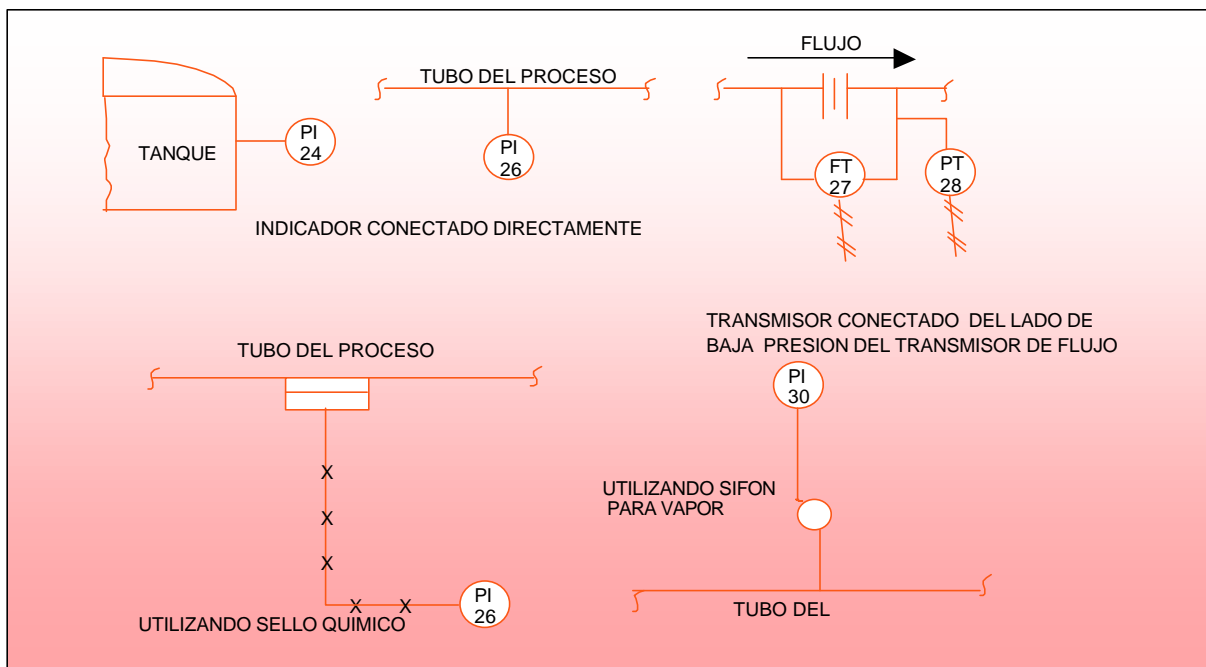 FLUJO
TUBO DEL PROCESO
PI
24
TANQUE
PI
26
FT
27
PT
28
INDICADOR CONECTADO DIRECTAMENTE
TRANSMISOR CONECTADO DEL LADO DE
BAJA PRESION DEL TRANSMISOR DE FLUJO
TUBO DEL PROCESO
PI
30
X
X
X
X X
UTILIZANDO SIFON
PARA VAPOR
PI
26
UTILIZANDO SELLO QUIMICO
TUBO DEL